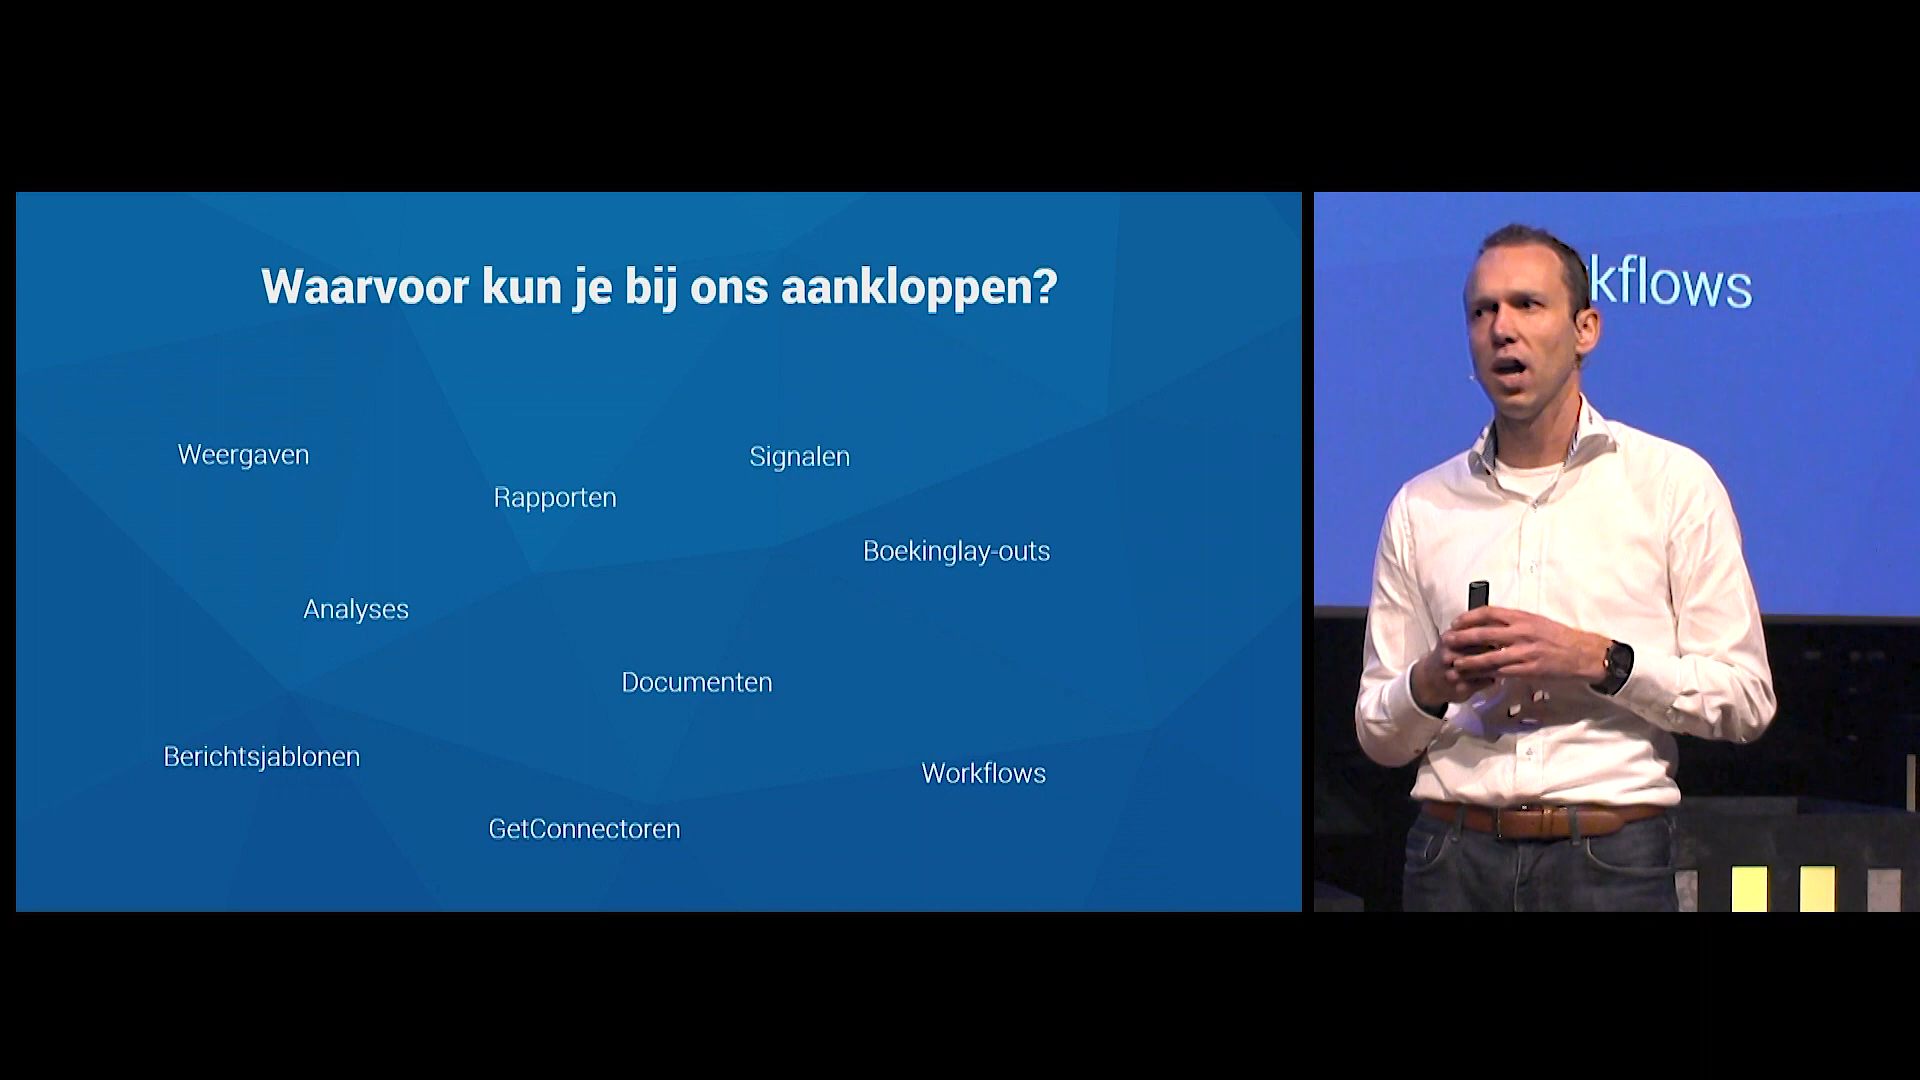 Waarvoor kun je bij ons aankloppen?
Weergaven
Signalen
Rapporten
Boekinglay-outs
Analyses
Documenten
Berichtsjablonen
Workflows
GetConnectoren
kflows